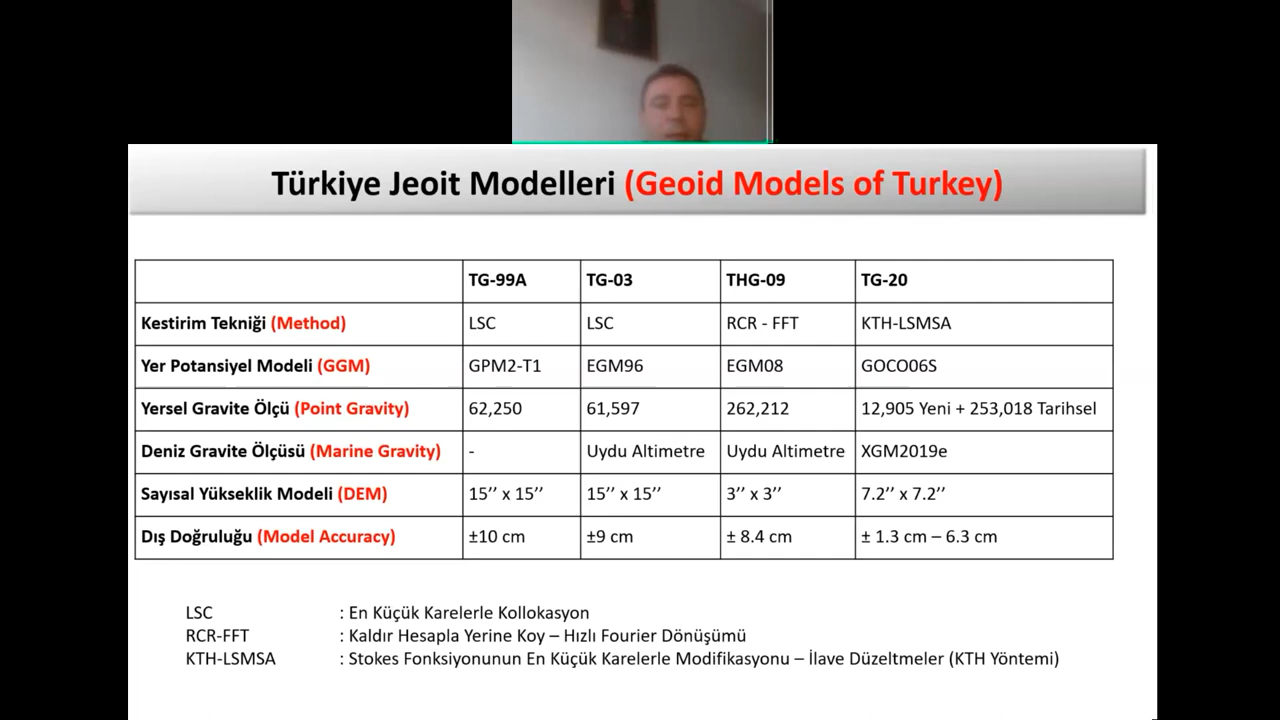 Türkiye Jeoit Modelleri (Geoid Models of Turkey)
TG-99A TG-03 THG-09 TG-20
Kestirim Tekniği (Method) LSC LSC RCR - FFT KTH-LSMSA
Yer Potansiyel Modeli (GGM) GPM2-T1 EGM96 EGM08 GOCO06S
Yersel Gravite Ölçü (Point Gravity) 62,250 61,597 262,212 12,905 Yeni + 253,018 Tarihsel
Deniz Gravite Ölçüsü (Marine Gravity) - Uydu Altimetre Uydu Altimetre XGM2019e
Sayısal Yükseklik Modeli (DEM) 15’’ x 15’’ 15’’ x 15’’ 3’’ x 3’’ 7.2’’ x 7.2’’
Dış Doğruluğu (Model Accuracy) ±10 cm ±9 cm ± 8.4 cm ± 1.3 cm – 6.3 cm
LSC : En Küçük Karelerle Kollokasyon
RCR-FFT : Kaldır Hesapla Yerine Koy – Hızlı Fourier Dönüşümü
KTH-LSMSA : Stokes Fonksiyonunun En Küçük Karelerle Modifikasyonu – İlave Düzeltmeler (KTH Yöntemi)